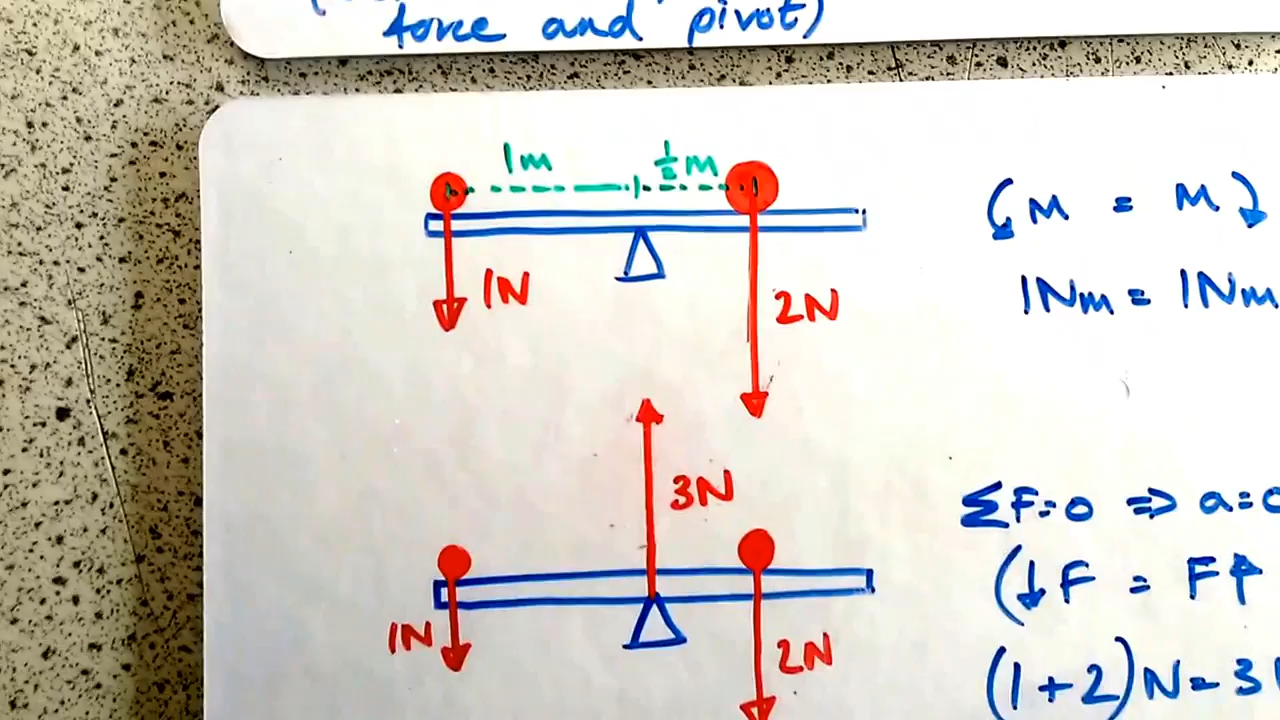 force and pivot)
1m ½m
(M = M)
1N 2N
1Nm = 1Nm
3N
ΣF=0 => a=0
(↓F = F↑
1N 2N
(1+2)N = 3